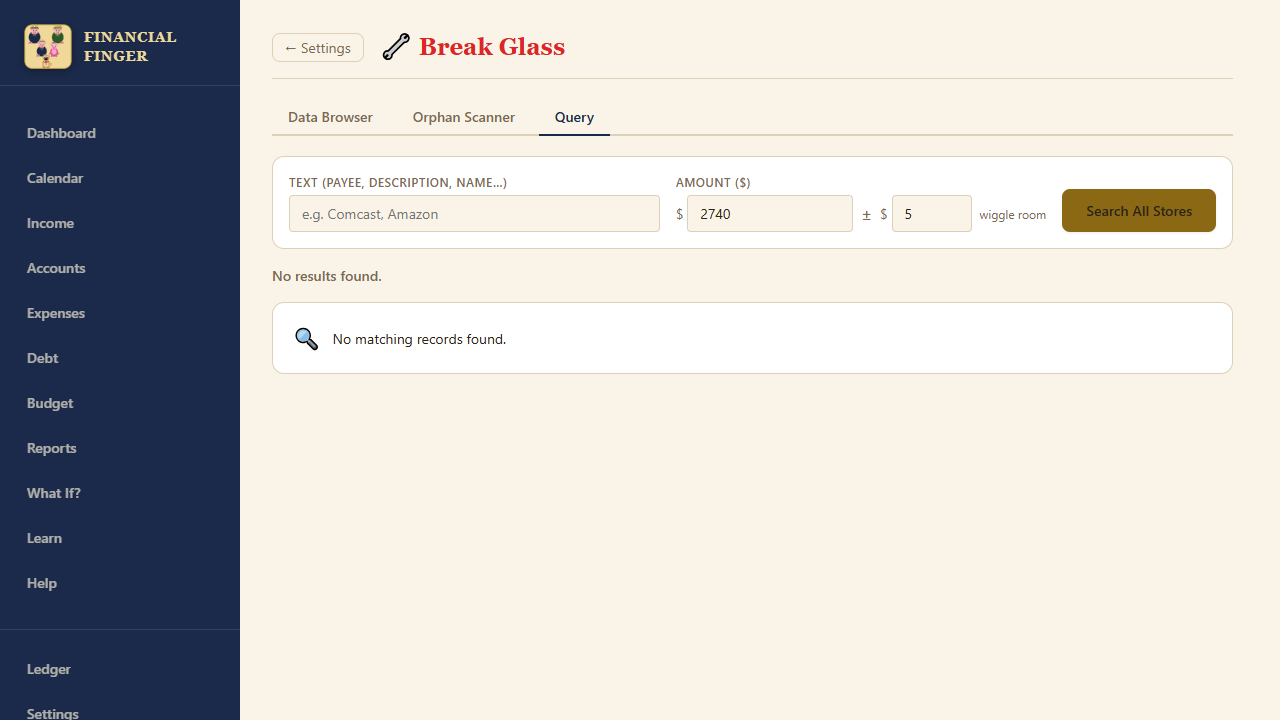 FINANCIAL
FINGER
Dashboard
Calendar
Income
Accounts
Expenses
Debt
Budget
Reports
What If?
Learn
Help
Ledger
Settings
← Settings
Break Glass
Data Browser
Orphan Scanner
Query
TEXT (PAYEE, DESCRIPTION, NAME...)
e.g. Comcast, Amazon
AMOUNT ($)
$ 2740 ± $ 5 wiggle room
Search All Stores
No results found.
No matching records found.